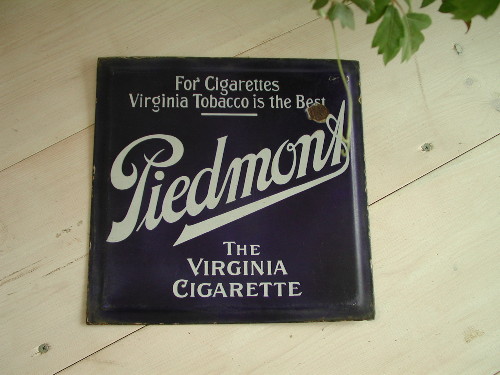 For Cigarettes
Virginia Tobacco is the Best
Piedmont
The
Virginia
Cigarette